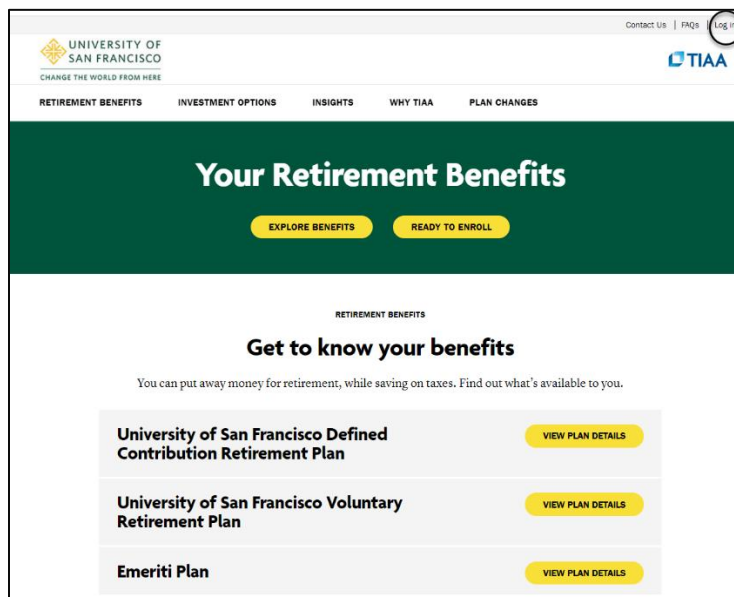 Contact Us | FAQs | Log in
UNIVERSITY OF
SAN FRANCISCO
CHANGE THE WORLD FROM HERE
TIAA
RETIREMENT BENEFITS INVESTMENT OPTIONS INSIGHTS WHY TIAA PLAN CHANGES
Your Retirement Benefits
EXPLORE BENEFITS READY TO ENROLL
RETIREMENT BENEFITS
Get to know your benefits
You can put away money for retirement, while saving on taxes. Find out what's available to you.
University of San Francisco Defined
Contribution Retirement Plan
VIEW PLAN DETAILS
University of San Francisco Voluntary
Retirement Plan
VIEW PLAN DETAILS
Emeriti Plan
VIEW PLAN DETAILS